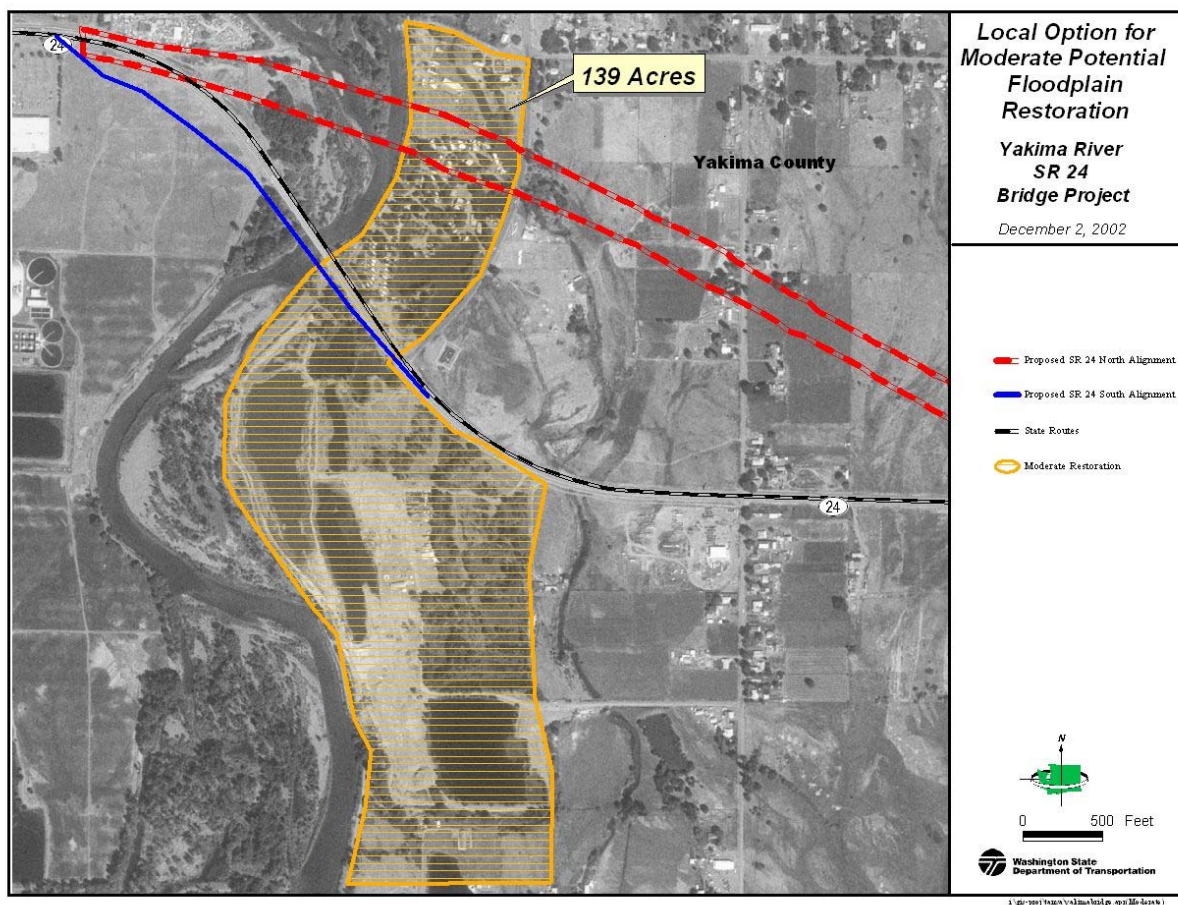 Local Option for
Moderate Potential
Floodplain
Restoration
Yakima River
SR 24
Bridge Project
December 2, 2002
24
139 Acres
Yakima County
24
Proposed SR 24 North Alignment
Proposed SR 24 South Alignment
State Routes
Moderate Restoration
N
0 500 Feet
Washington State
Department of Transportation